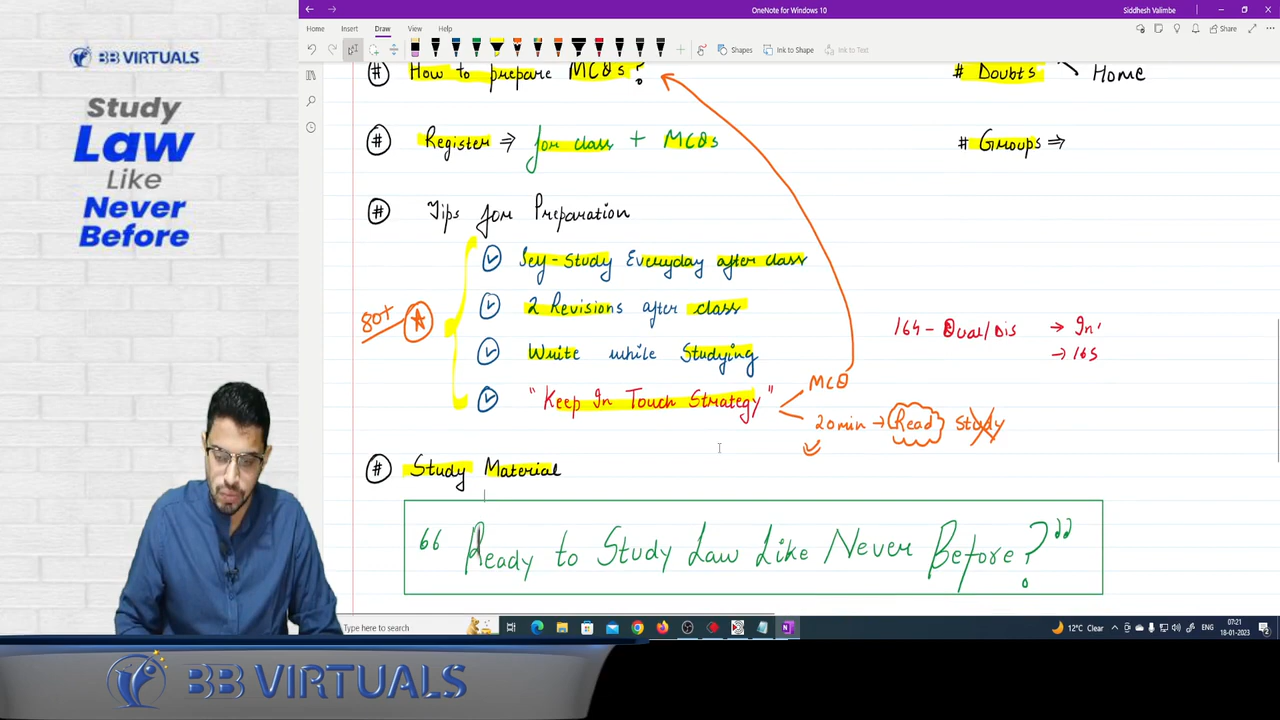 BB VIRTUALS
Study
Law
Like
Never
Before
OneNote for Windows 10
Siddhesh Valimbe
Home Insert Draw View Help
Share
Shapes Ink to Shape Ink to Text
# How to prepare MCQs?
# Doubts Home
# Register ⇒ for class + MCQs
# Groups ⇒
# Tips for Preparation
Sey-Study Everyday after class
80+
2 Revisions after class
164 - Dual/Dis → In'
Write while Studying
→ 165
"Keep In Touch Strategy"
MCQ
20min → Read study
# Study Material
"Ready to Study Law Like Never Before?"
Type here to search
12°C Clear ENG 07:21 18-01-2023 2
BB VIRTUALS